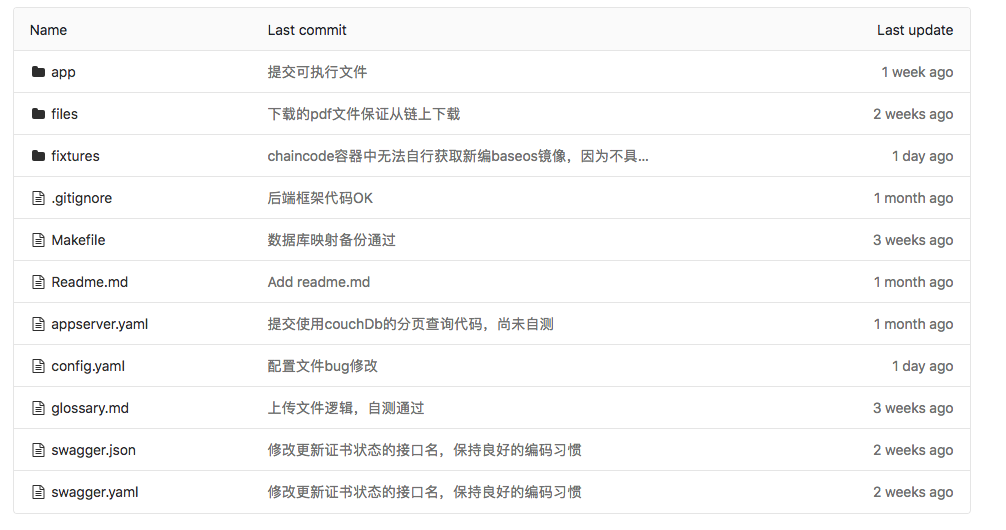 Name Last commit Last update
app 提交可执行文件 1 week ago
files 下载的pdf文件保证从链上下载 2 weeks ago
fixtures chaincode容器中无法自行获取新编baseos镜像，因为不具... 1 day ago
.gitignore 后端框架代码OK 1 month ago
Makefile 数据库映射备份通过 3 weeks ago
Readme.md Add readme.md 1 month ago
appserver.yaml 提交使用couchDb的分页查询代码，尚未自测 1 month ago
config.yaml 配置文件bug修改 1 day ago
glossary.md 上传文件逻辑，自测通过 3 weeks ago
swagger.json 修改更新证书状态的接口名，保持良好的编码习惯 2 weeks ago
swagger.yaml 修改更新证书状态的接口名，保持良好的编码习惯 2 weeks ago